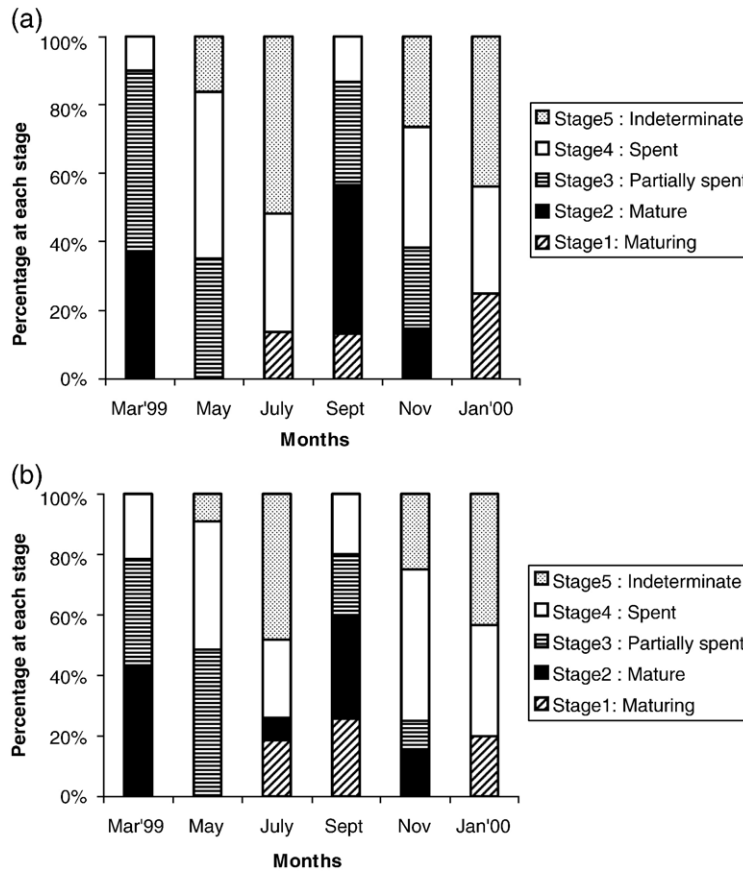 (a)
100%
80%
60%
40%
20%
0%
Percentage at each stage
Mar'99 May July Sept Nov Jan'00
Months
Stage5 : Indeterminate
Stage4 : Spent
Stage3 : Partially spent
Stage2 : Mature
Stage1: Maturing
(b)
100%
80%
60%
40%
20%
0%
Percentage at each stage
Mar'99 May July Sept Nov Jan'00
Months
Stage5 : Indeterminate
Stage4 : Spent
Stage3 : Partially spent
Stage2 : Mature
Stage1: Maturing